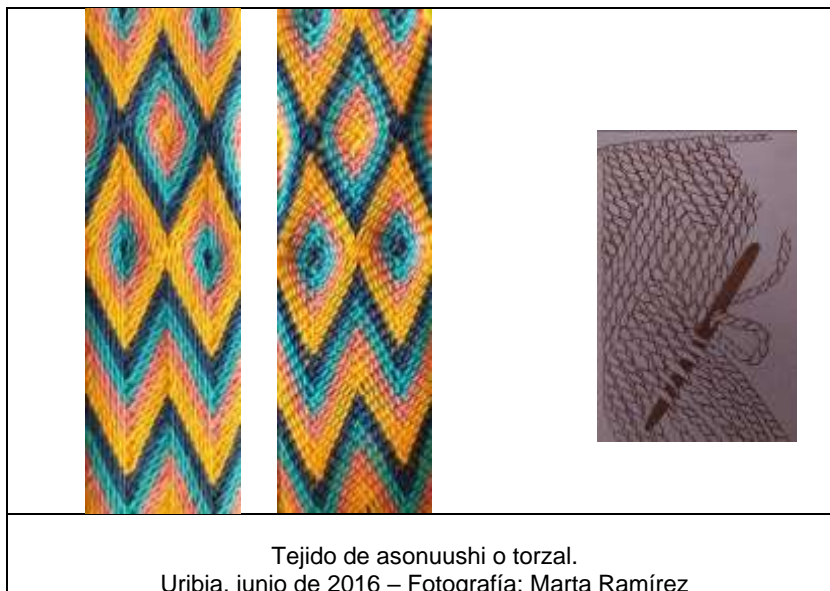 Tejido de asonuushi o torzal.
Uribia, junio de 2016 – Fotografía: Marta Ramírez